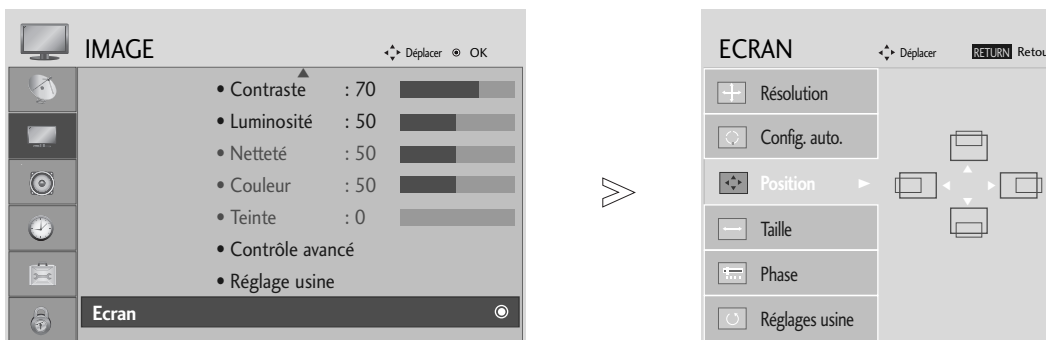 IMAGE
Déplacer OK
• Contraste : 70
• Luminosité : 50
• Netteté : 50
• Couleur : 50
• Teinte : 0
• Contrôle avancé
• Réglage usine
Ecran
ECRAN
Déplacer RETURN Retou
Résolution
Config. auto.
Position
Taille
Phase
Réglages usine